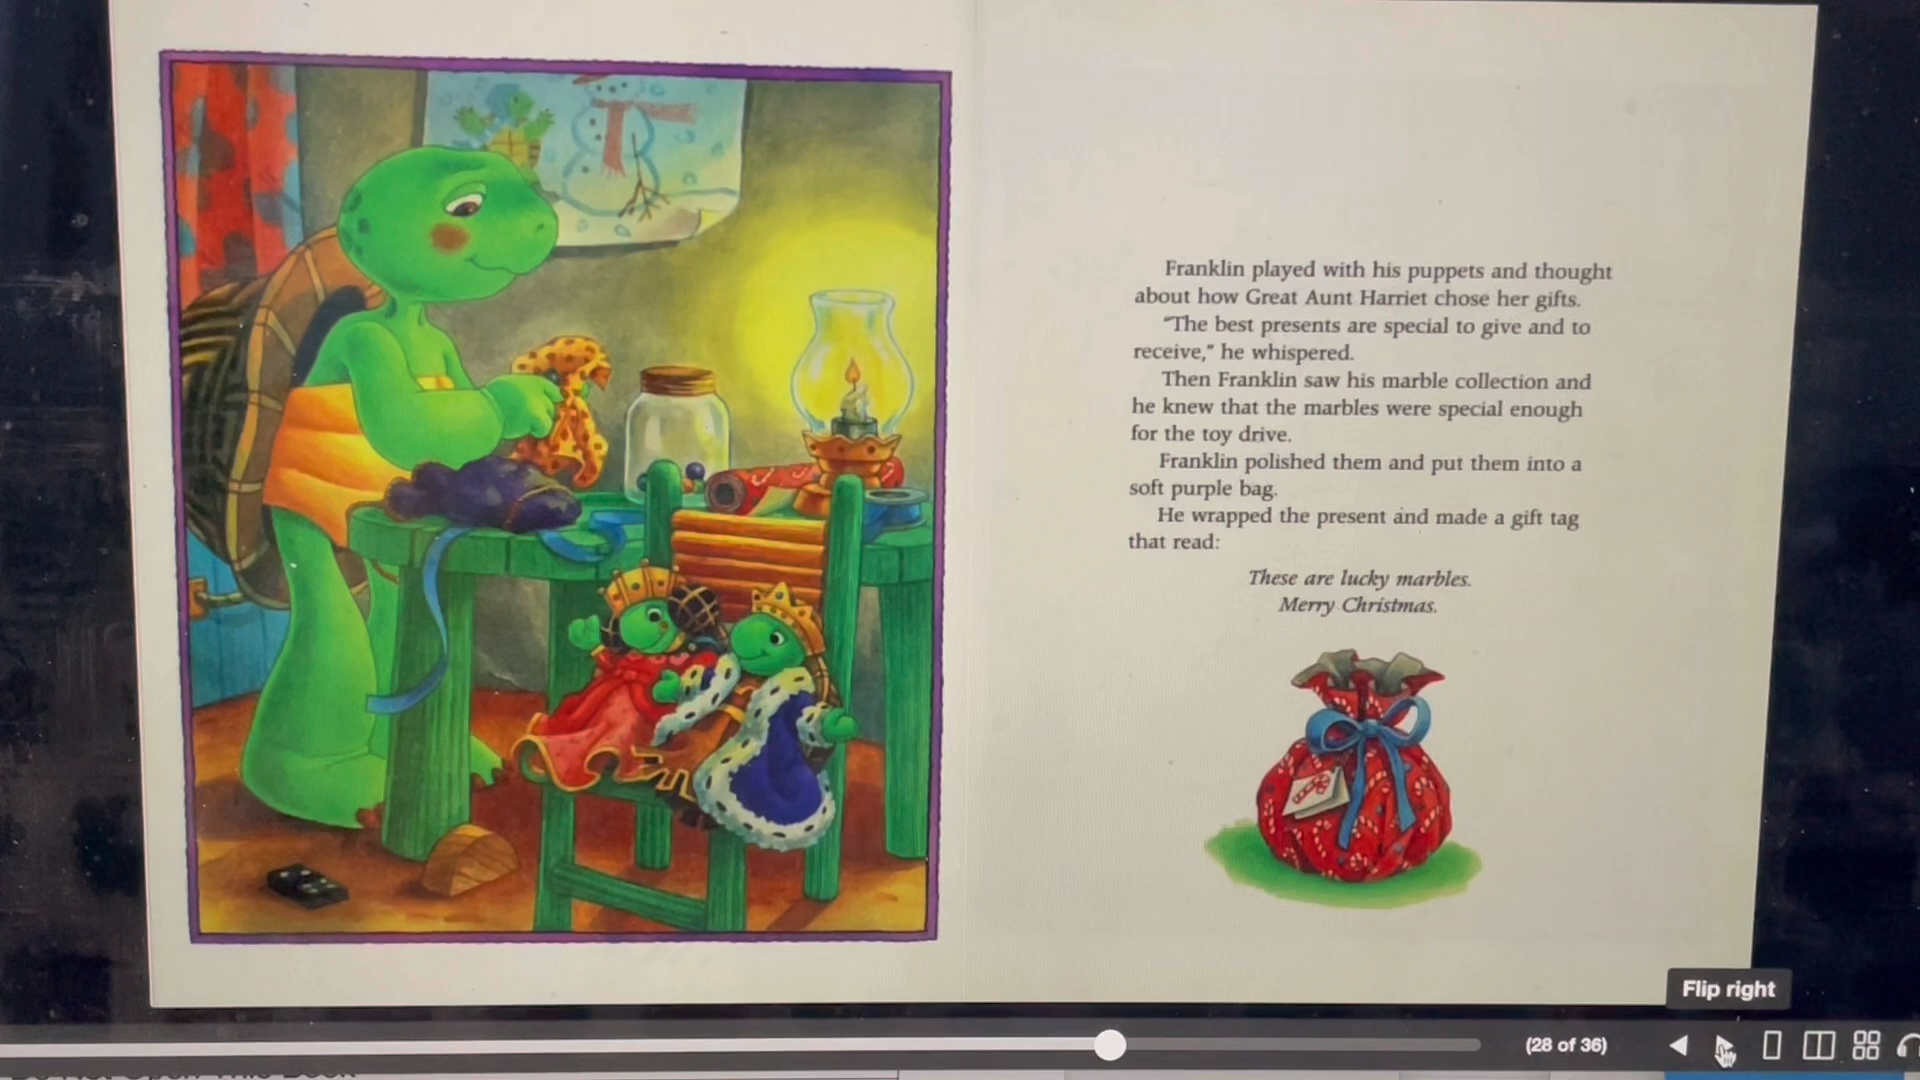 Franklin played with his puppets and thought
about how Great Aunt Harriet chose her gifts.
"The best presents are special to give and to
receive," he whispered.
Then Franklin saw his marble collection and
he knew that the marbles were special enough
for the toy drive.
Franklin polished them and put them into a
soft purple bag.
He wrapped the present and made a gift tag
that read:
These are lucky marbles.
Merry Christmas.
Flip right
(28 of 36)